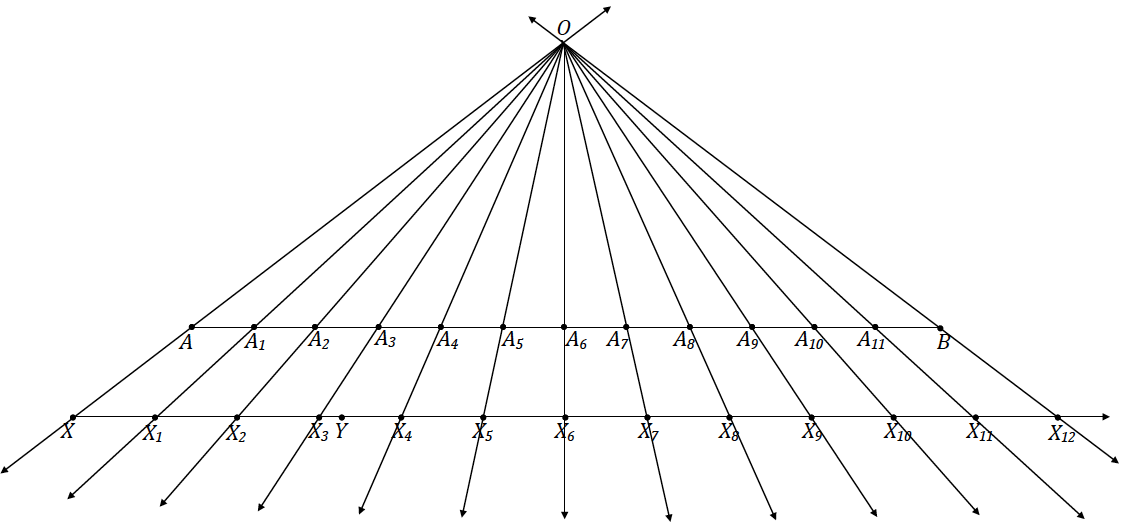 O
A A₁ A₂ A₃ A₄ A₅ A₆ A₇ A₈ A₉ A₁₀ A₁₁ B
X X₁ X₂ X₃ Y X₄ X₅ X₆ X₇ X₈ X₉ X₁₀ X₁₁ X₁₂